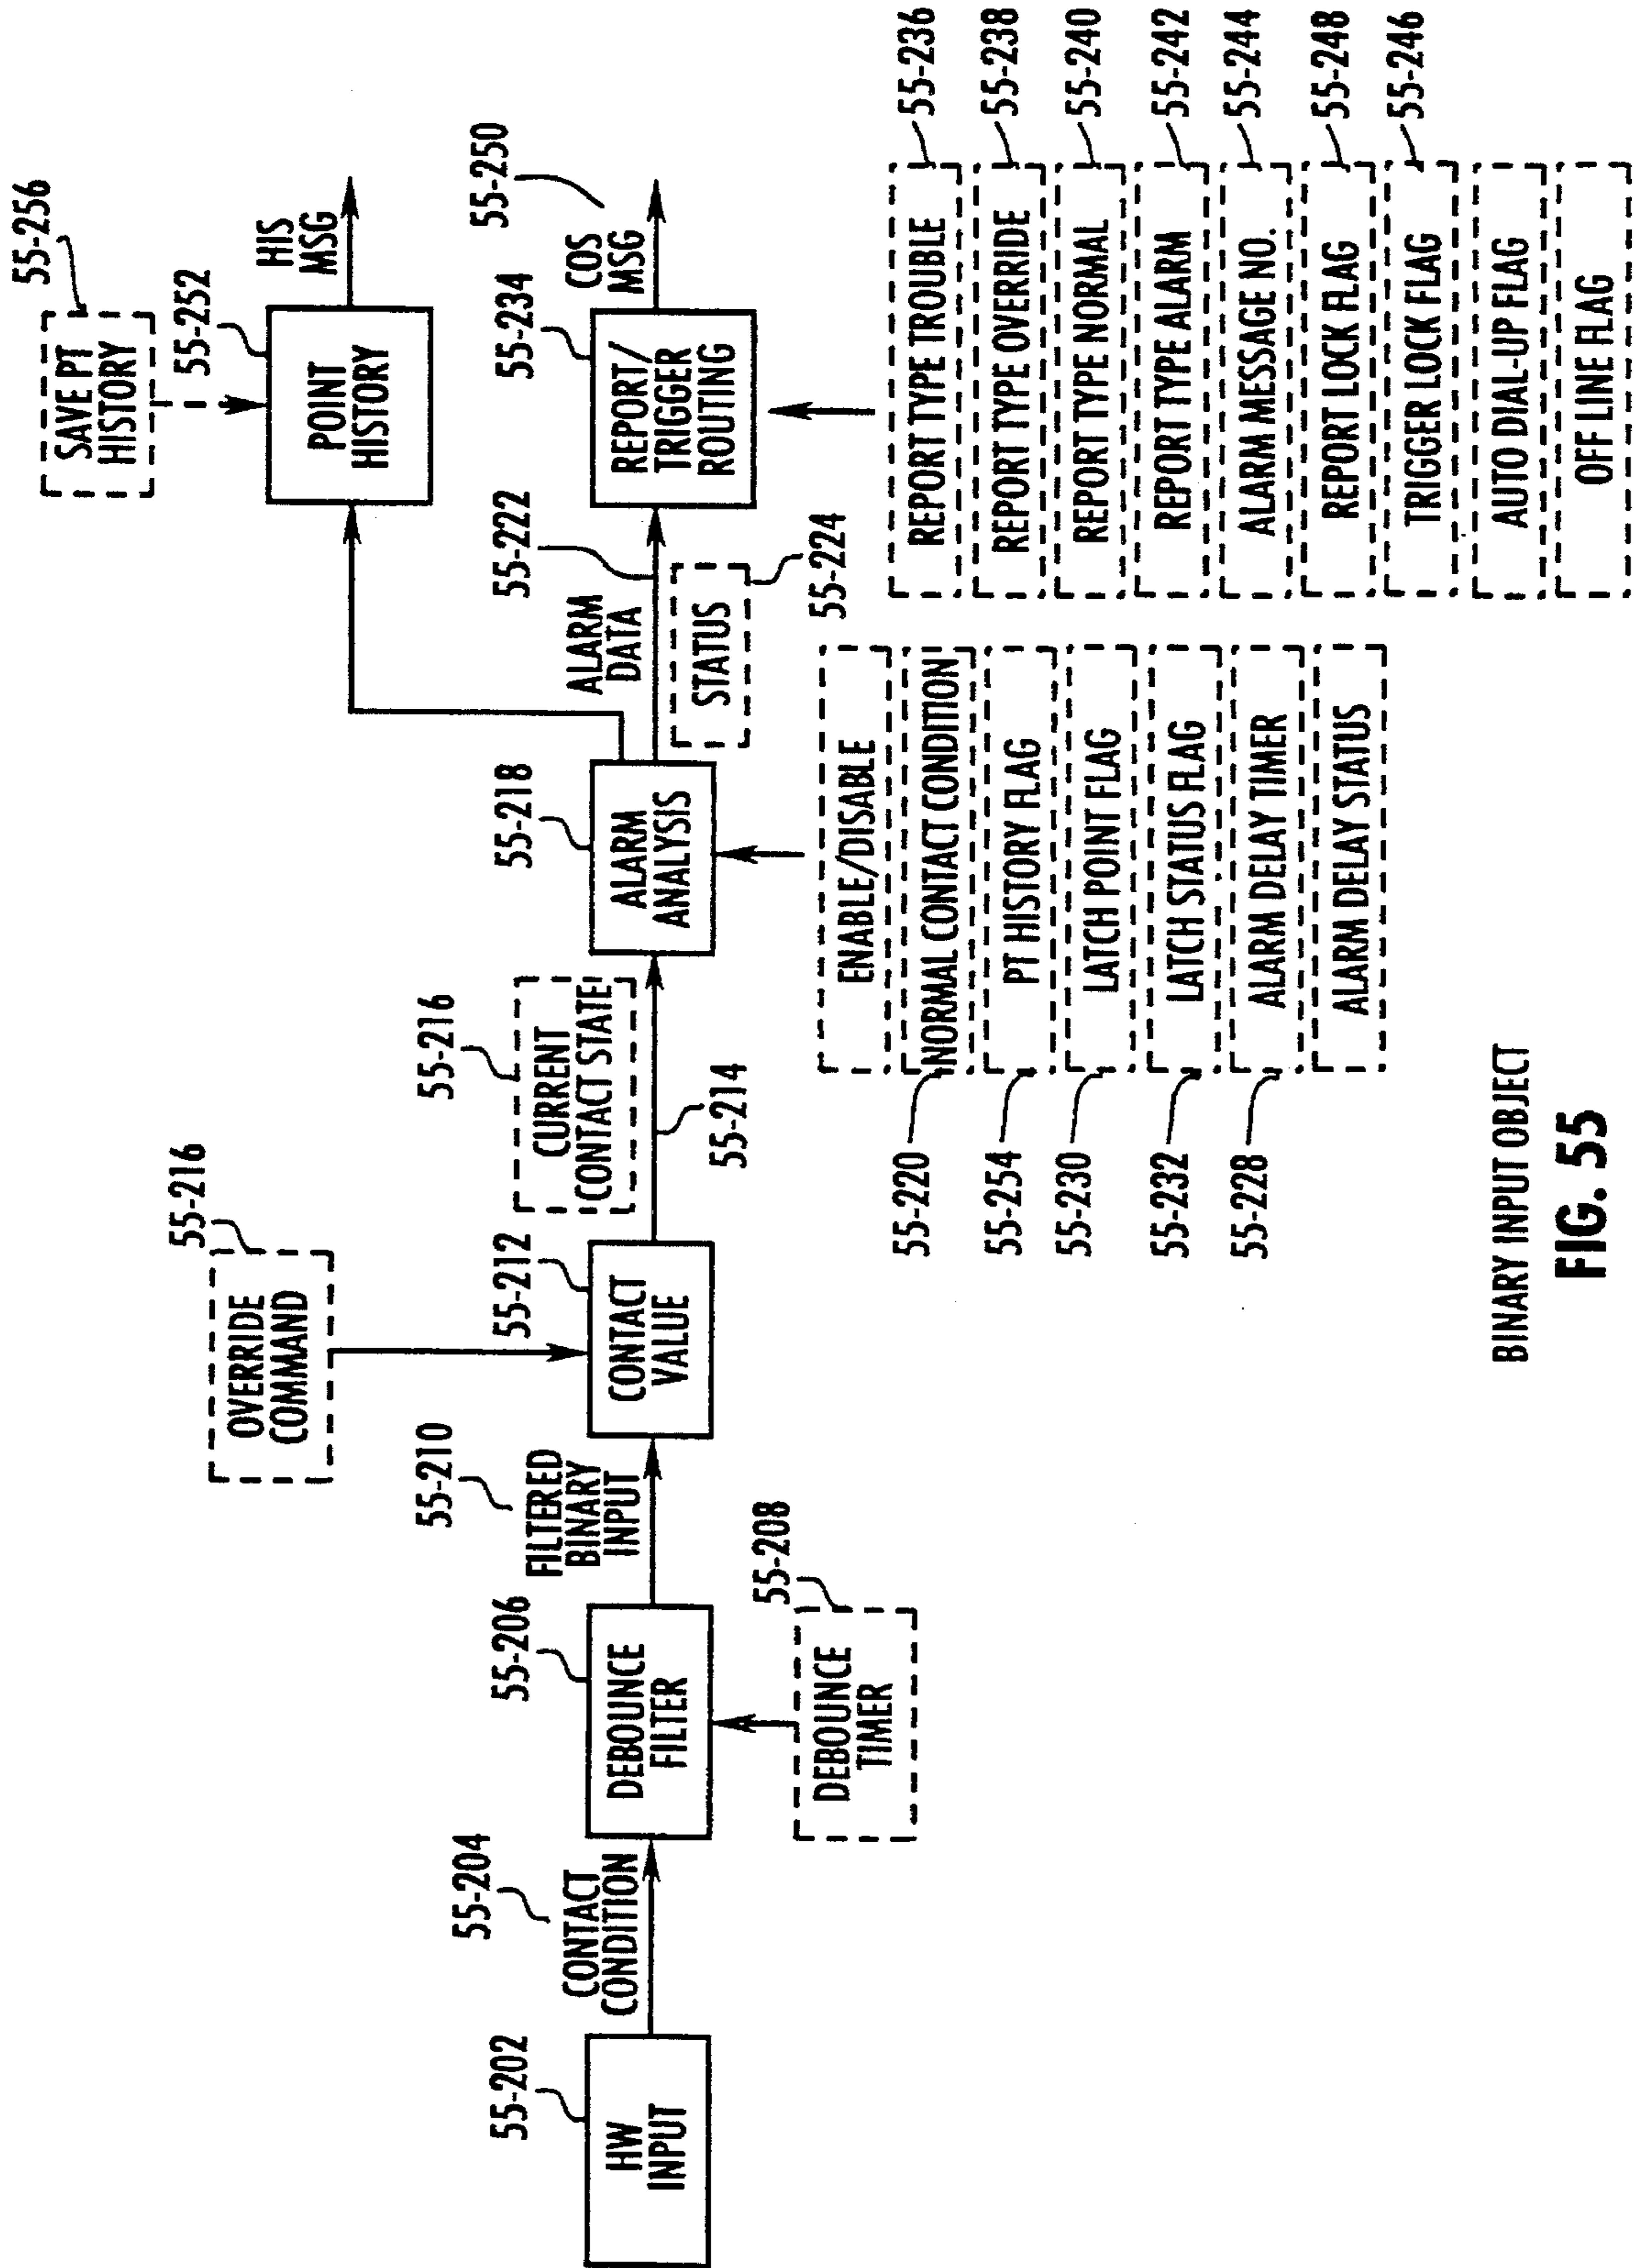 55-256
SAVE PT
HISTORY
55-252
POINT
HISTORY
HIS
MSG
55-216
OVERRIDE
COMMAND
55-202
HW
INPUT
55-204
CONTACT
CONDITION
55-206
DEBOUNCE
FILTER
55-208
DEBOUNCE
TIMER
55-210
FILTERED
BINARY
INPUT
55-212
CONTACT
VALUE
55-216
CURRENT
CONTACT STATE
55-214
55-218
ALARM
ANALYSIS
ALARM
DATA
55-222
STATUS
55-224
55-234
REPORT/
TRIGGER
ROUTING
COS
MSG
55-250
ENABLE/DISABLE
55-220
NORMAL CONTACT CONDITION
55-254
PT HISTORY FLAG
55-230
LATCH POINT FLAG
55-232
LATCH STATUS FLAG
55-228
ALARM DELAY TIMER
ALARM DELAY STATUS
REPORT TYPE TROUBLE
55-236
REPORT TYPE OVERRIDE
55-238
REPORT TYPE NORMAL
55-240
REPORT TYPE ALARM
55-242
ALARM MESSAGE NO.
55-244
REPORT LOCK FLAG
55-248
TRIGGER LOCK FLAG
55-246
AUTO DIAL-UP FLAG
OFF LINE FLAG
BINARY INPUT OBJECT
FIG. 55